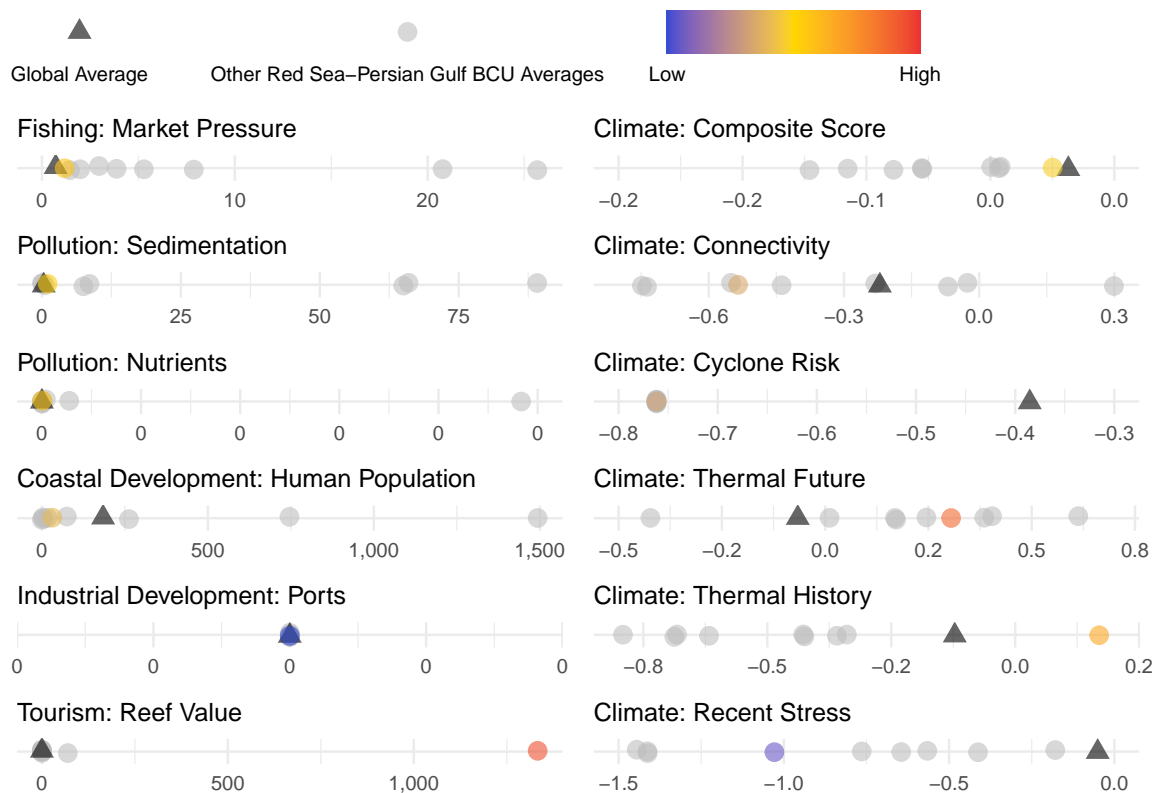 Global Average
Other Red Sea−Persian Gulf BCU Averages
Low
High
Fishing: Market Pressure
0 10 20
Pollution: Sedimentation
0 25 50 75
Pollution: Nutrients
0 0 0 0 0 0
Coastal Development: Human Population
0 500 1,000 1,500
Industrial Development: Ports
0 0 0 0 0
Tourism: Reef Value
0 500 1,000
Climate: Composite Score
−0.2 −0.2 −0.1 0.0 0.0
Climate: Connectivity
−0.6 −0.3 0.0 0.3
Climate: Cyclone Risk
−0.8 −0.7 −0.6 −0.5 −0.4 −0.3
Climate: Thermal Future
−0.5 −0.2 0.0 0.2 0.5 0.8
Climate: Thermal History
−0.8 −0.5 −0.2 0.0 0.2
Climate: Recent Stress
−1.5 −1.0 −0.5 0.0